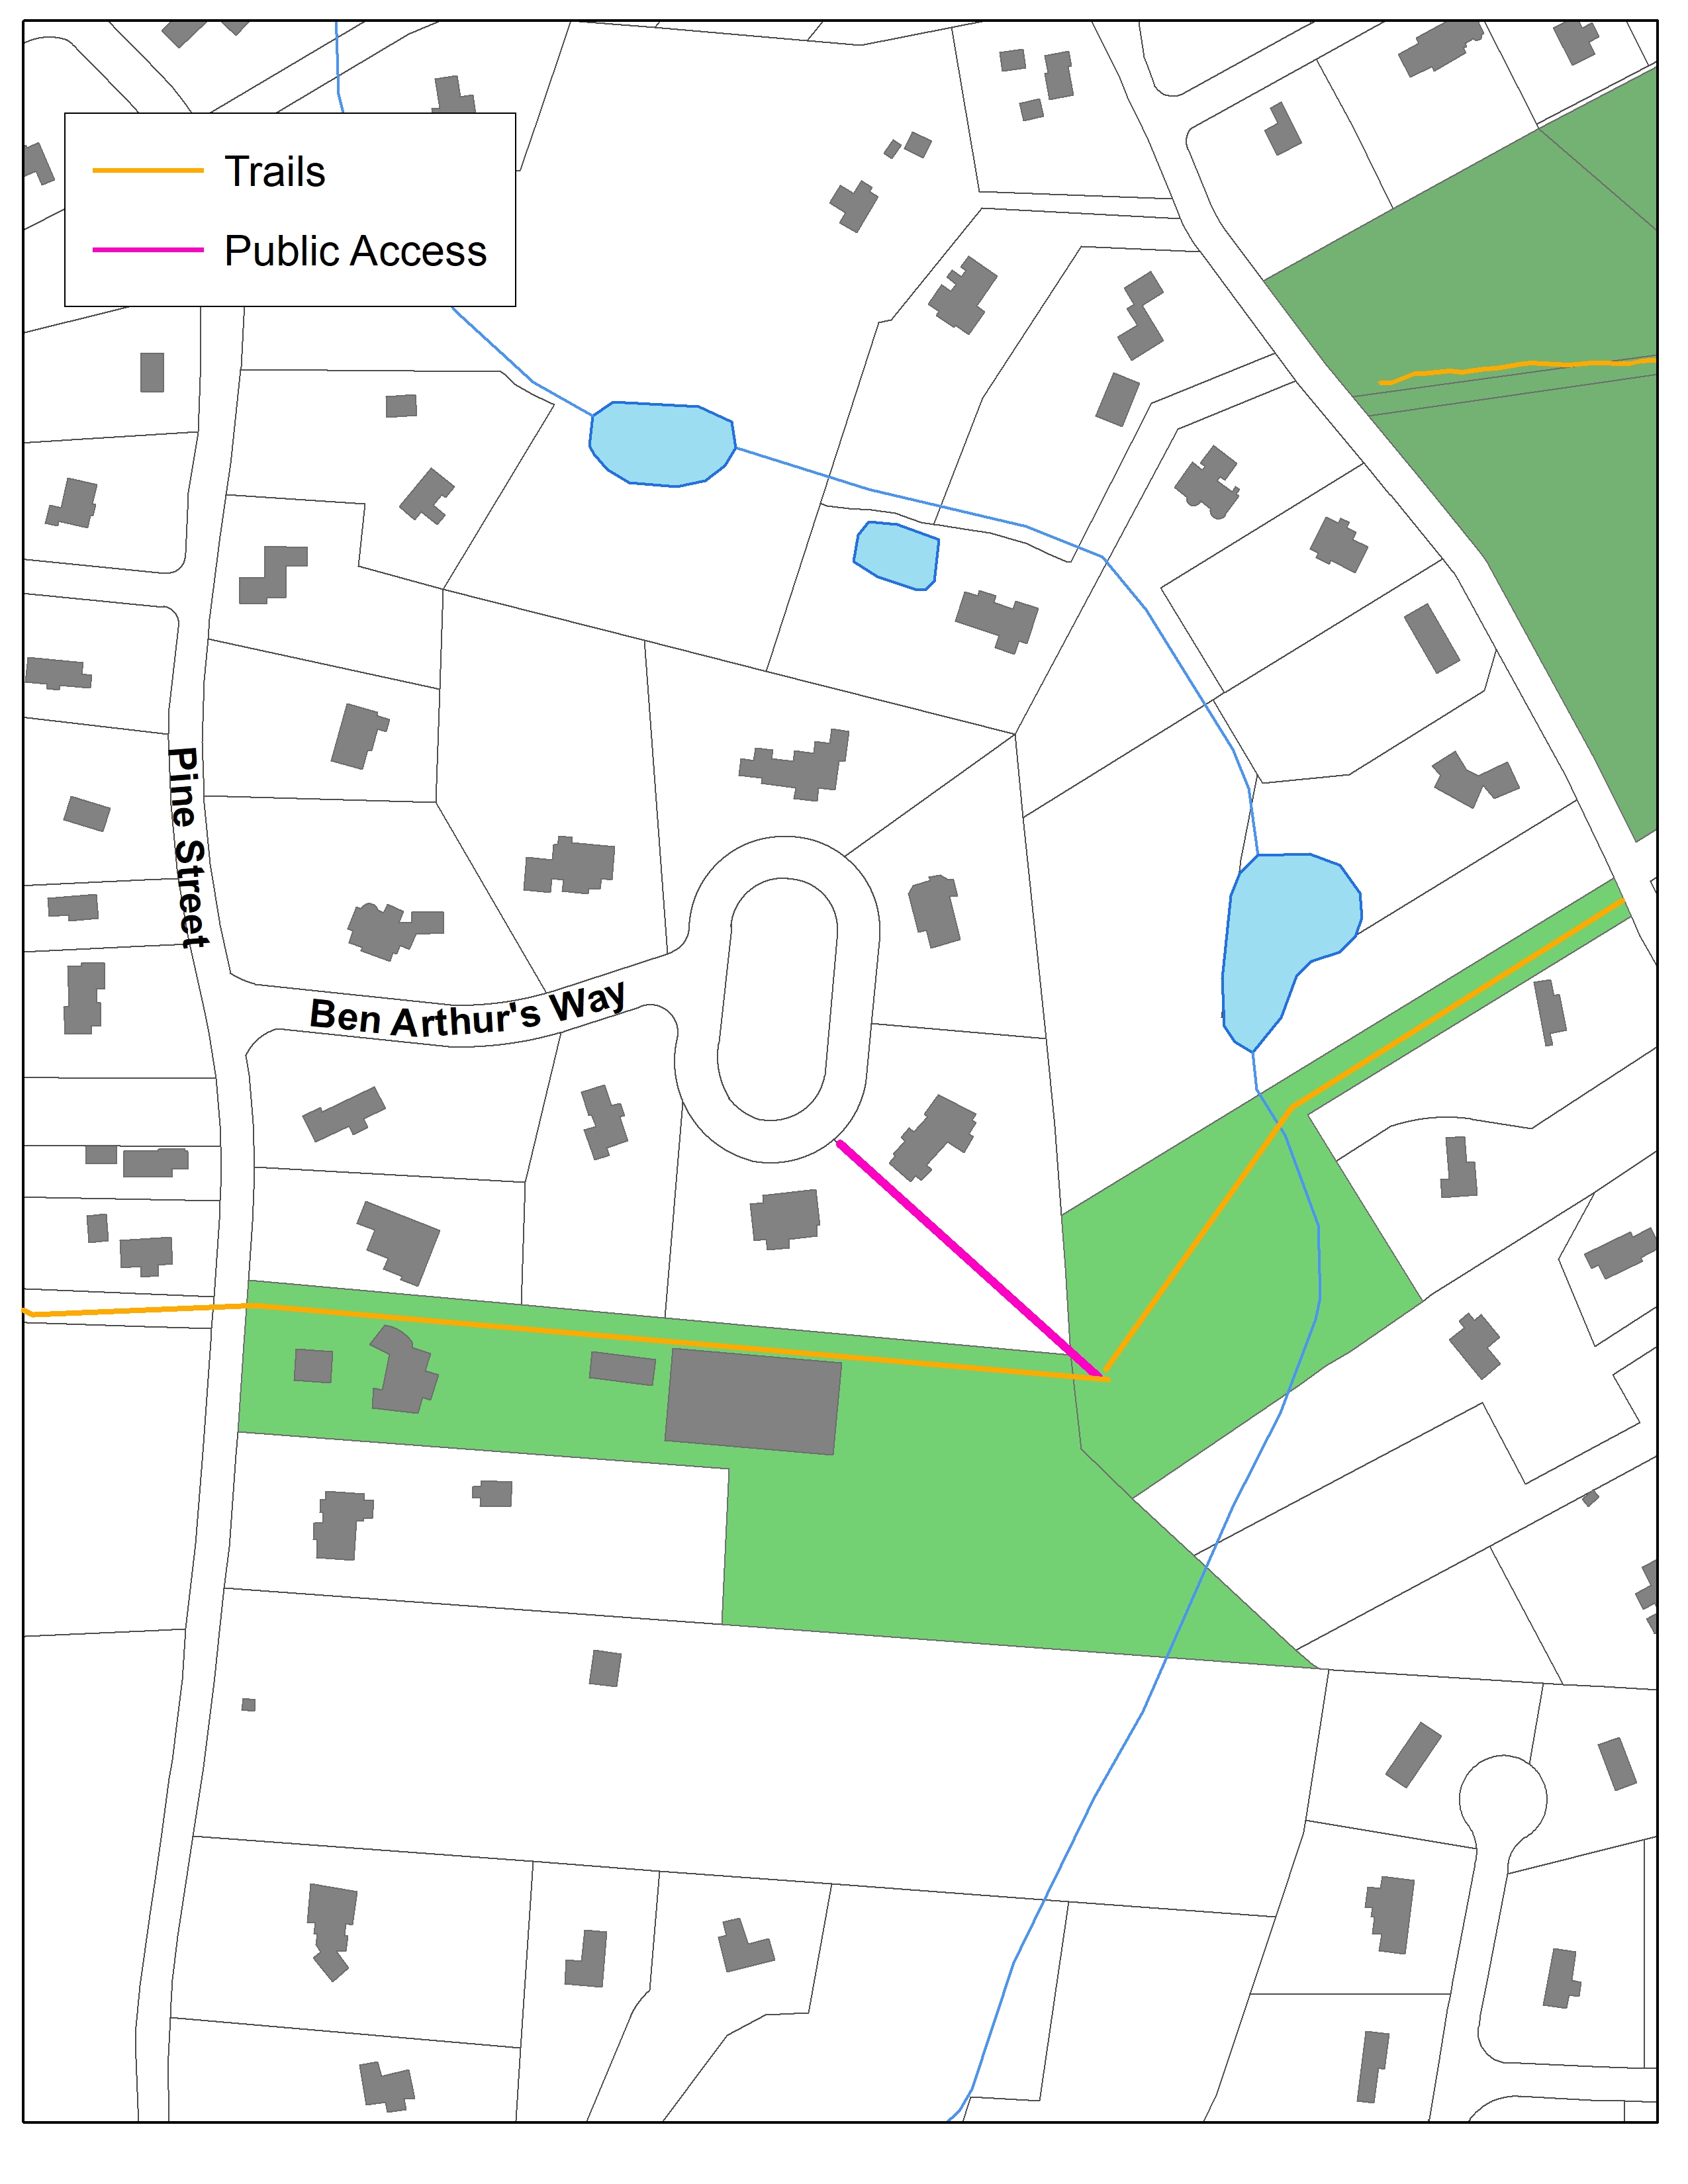 Trails
Public Access
Pine Street
Ben Arthur's Way